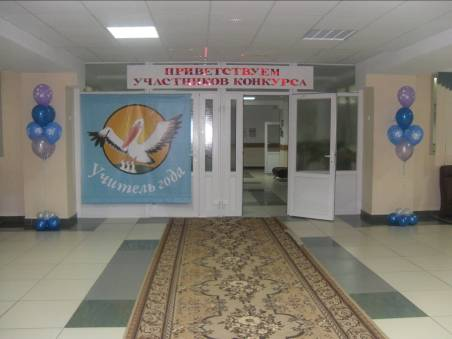 ПРИВЕТСТВУЕМ
УЧАСТНИКОВ КОНКУРСА
Учитель года